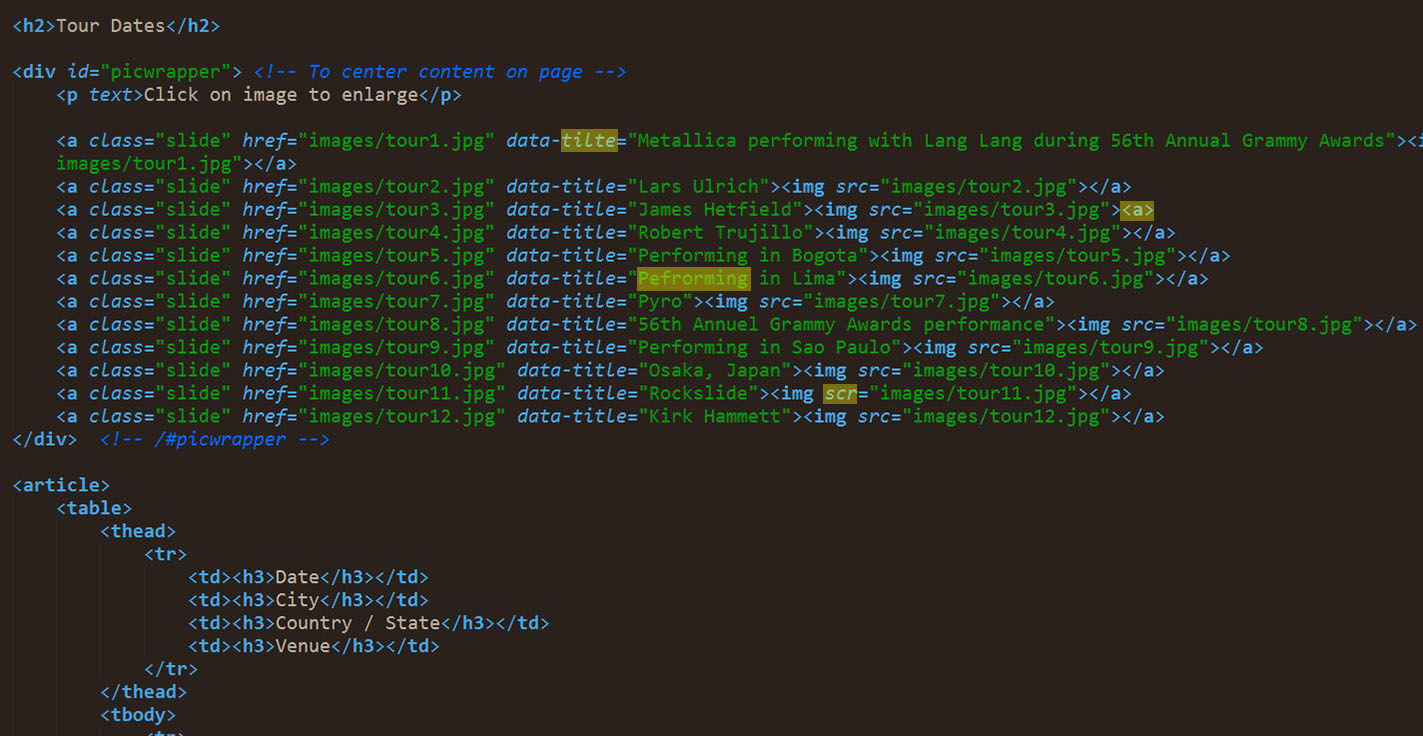 <h2>Tour Dates</h2>
<div id="picwrapper"> <!-- To center content on page -->
<p text>Click on image to enlarge</p>
<a class="slide" href="images/tour1.jpg" data-tilte="Metallica performing with Lang Lang during 56th Annual Grammy Awards"><i
images/tour1.jpg"></a>
<a class="slide" href="images/tour2.jpg" data-title="Lars Ulrich"><img src="images/tour2.jpg"></a>
<a class="slide" href="images/tour3.jpg" data-title="James Hetfield"><img src="images/tour3.jpg"><a>
<a class="slide" href="images/tour4.jpg" data-title="Robert Trujillo"><img src="images/tour4.jpg"></a>
<a class="slide" href="images/tour5.jpg" data-title="Performing in Bogota"><img src="images/tour5.jpg"></a>
<a class="slide" href="images/tour6.jpg" data-title="Pefrorming in Lima"><img src="images/tour6.jpg"></a>
<a class="slide" href="images/tour7.jpg" data-title="Pyro"><img src="images/tour7.jpg"></a>
<a class="slide" href="images/tour8.jpg" data-title="56th Annuel Grammy Awards performance"><img src="images/tour8.jpg"></a>
<a class="slide" href="images/tour9.jpg" data-title="Performing in Sao Paulo"><img src="images/tour9.jpg"></a>
<a class="slide" href="images/tour10.jpg" data-title="Osaka, Japan"><img src="images/tour10.jpg"></a>
<a class="slide" href="images/tour11.jpg" data-title="Rockslide"><img scr="images/tour11.jpg"></a>
<a class="slide" href="images/tour12.jpg" data-title="Kirk Hammett"><img src="images/tour12.jpg"></a>
</div> <!-- /#picwrapper -->
<article>
<table>
<thead>
<tr>
<td><h3>Date</h3></td>
<td><h3>City</h3></td>
<td><h3>Country / State</h3></td>
<td><h3>Venue</h3></td>
</tr>
</thead>
<tbody>
<tr>